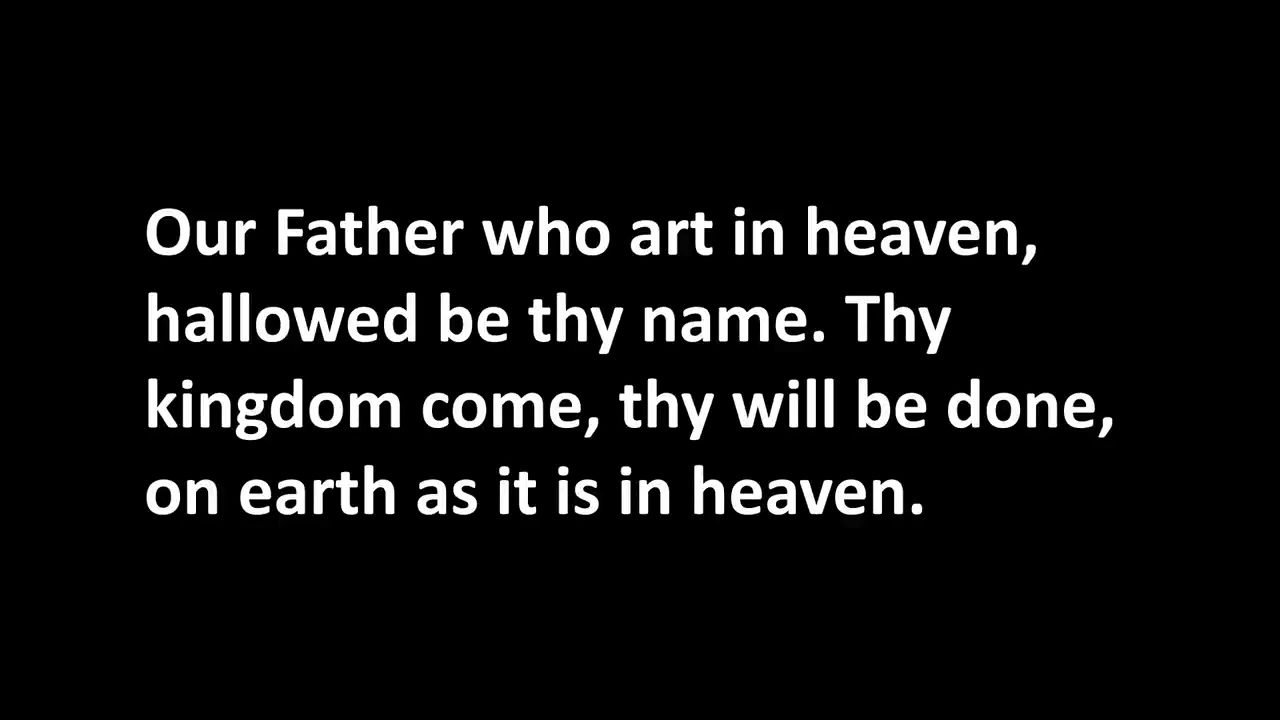 Our Father who art in heaven,
hallowed be thy name. Thy
kingdom come, thy will be done,
on earth as it is in heaven.